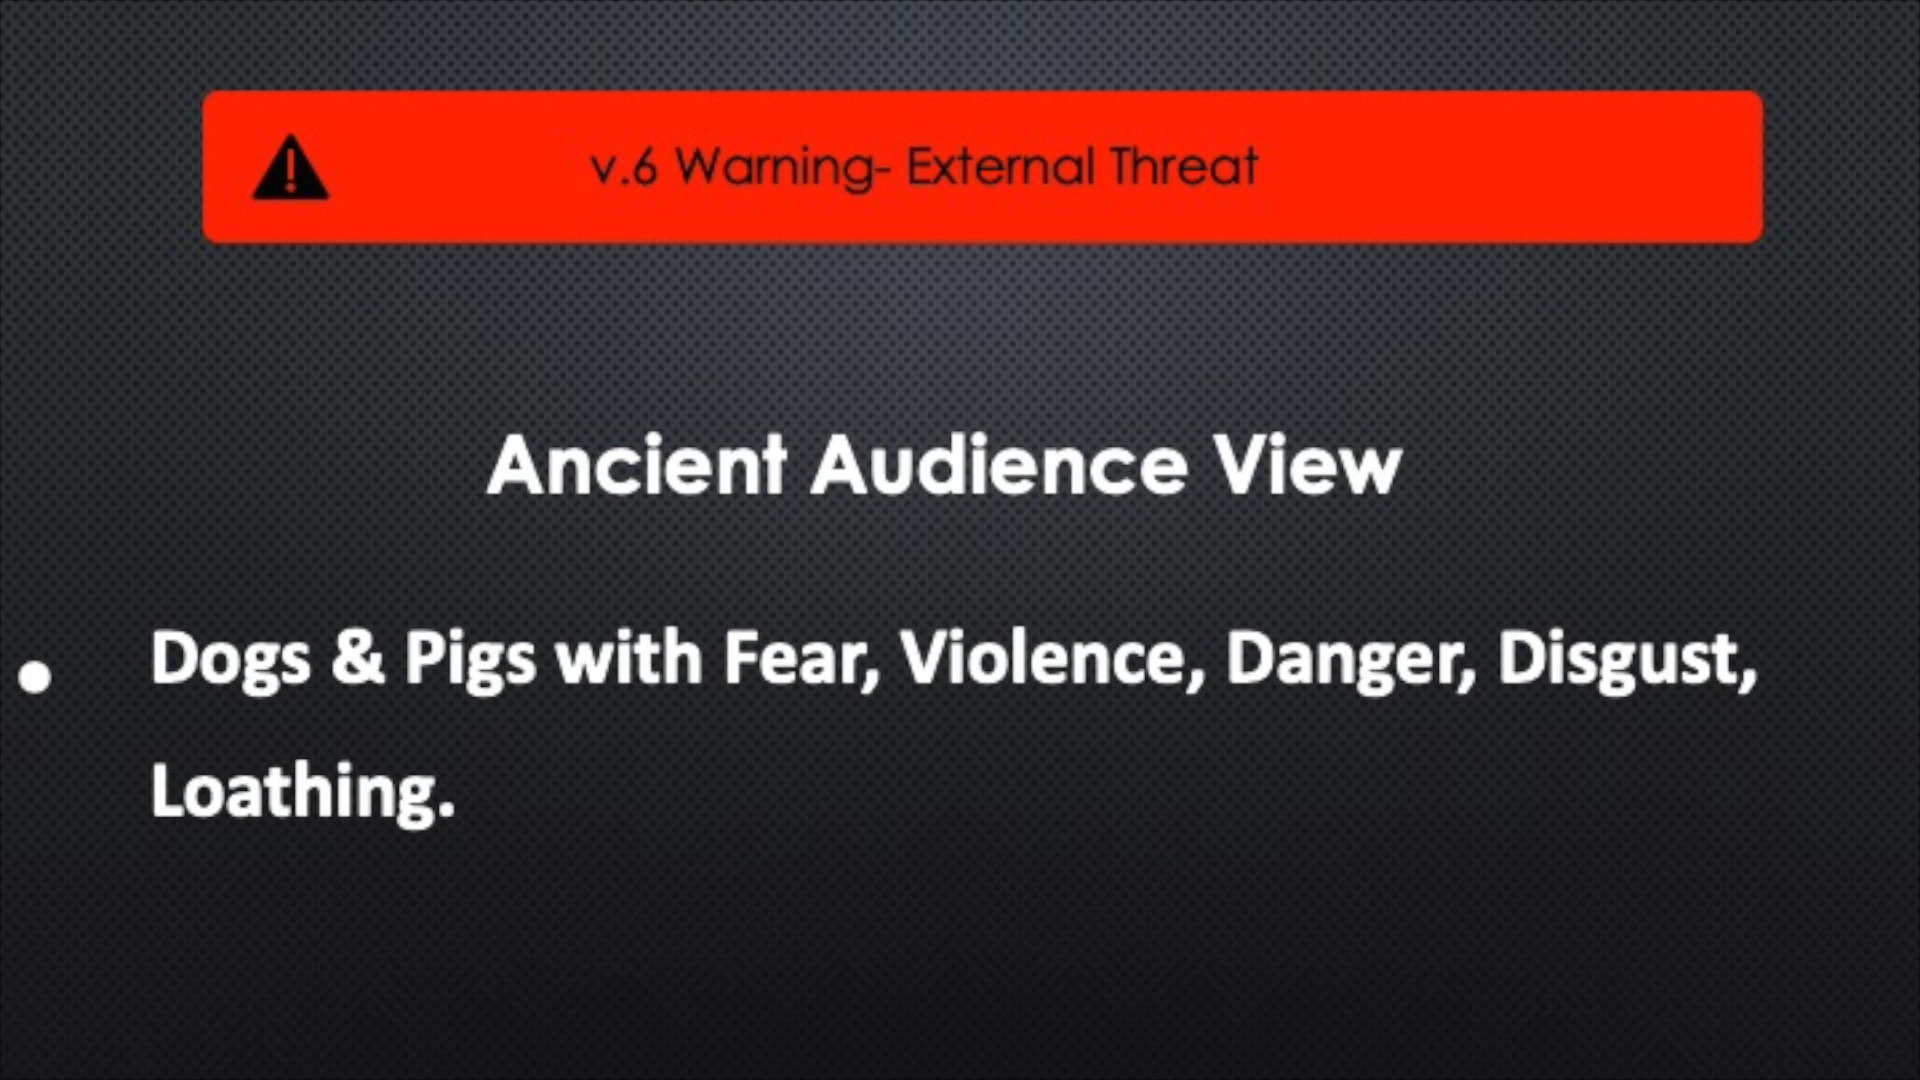 v.6 Warning- External Threat
Ancient Audience View
• Dogs & Pigs with Fear, Violence, Danger, Disgust,
Loathing.